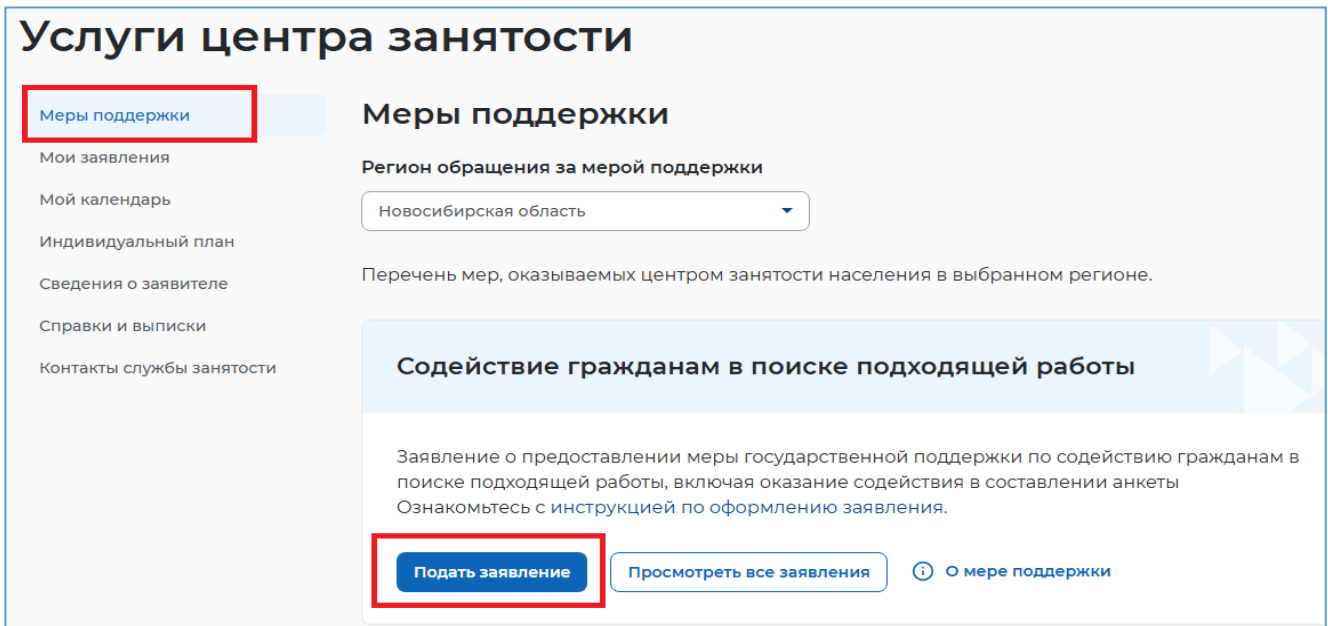 Услуги центра занятости
Меры поддержки
Мои заявления
Мой календарь
Индивидуальный план
Сведения о заявителе
Справки и выписки
Контакты службы занятости
Меры поддержки
Регион обращения за мерой поддержки
Новосибирская область
Перечень мер, оказываемых центром занятости населения в выбранном регионе.
Содействие гражданам в поиске подходящей работы
Заявление о предоставлении меры государственной поддержки по содействию гражданам в
поиске подходящей работы, включая оказание содействия в составлении анкеты
Ознакомьтесь с инструкцией по оформлению заявления.
Подать заявление
Просмотреть все заявления
О мере поддержки